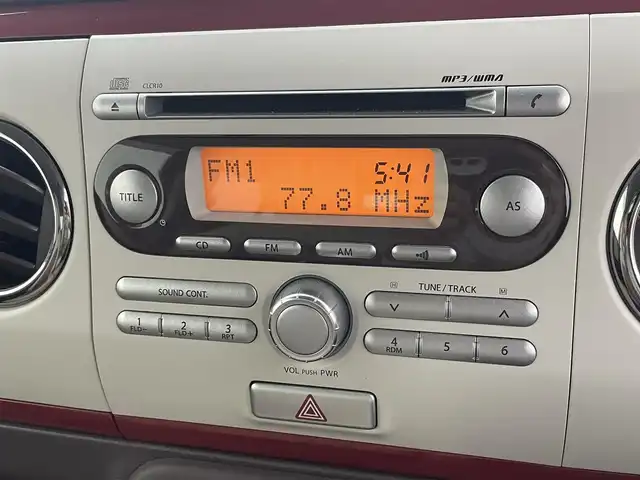 CLCR10
MP3/WMA
FM1 5:41
77.8 MHz
TITLE
AS
CD FM AM
SOUND CONT.
H TUNE / TRACK M
1 2 3
FLD− FLD+ RPT
4 5 6
RDM
VOL PUSH PWR